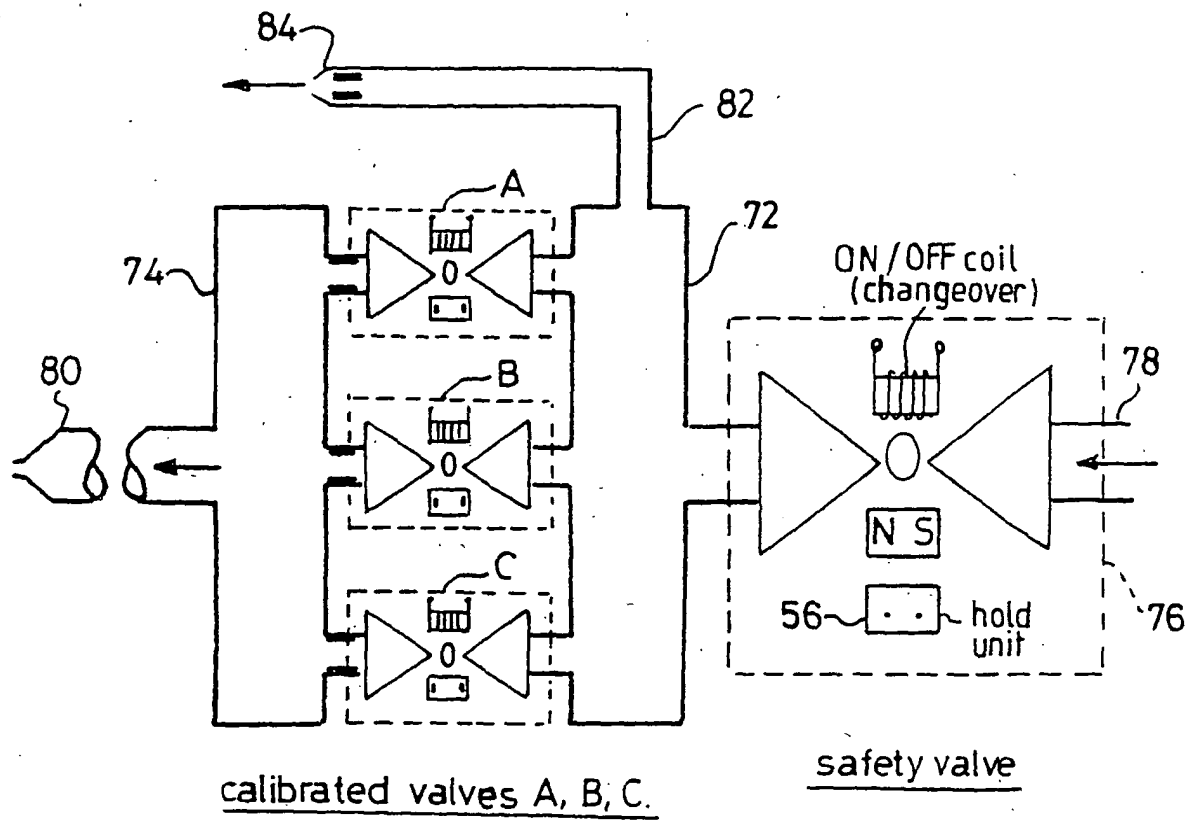 84
82
A
72
74
ON/OFF coil
(changeover)
80
B
78
N S
C
56
hold
unit
76
safety valve
calibrated valves A, B, C.